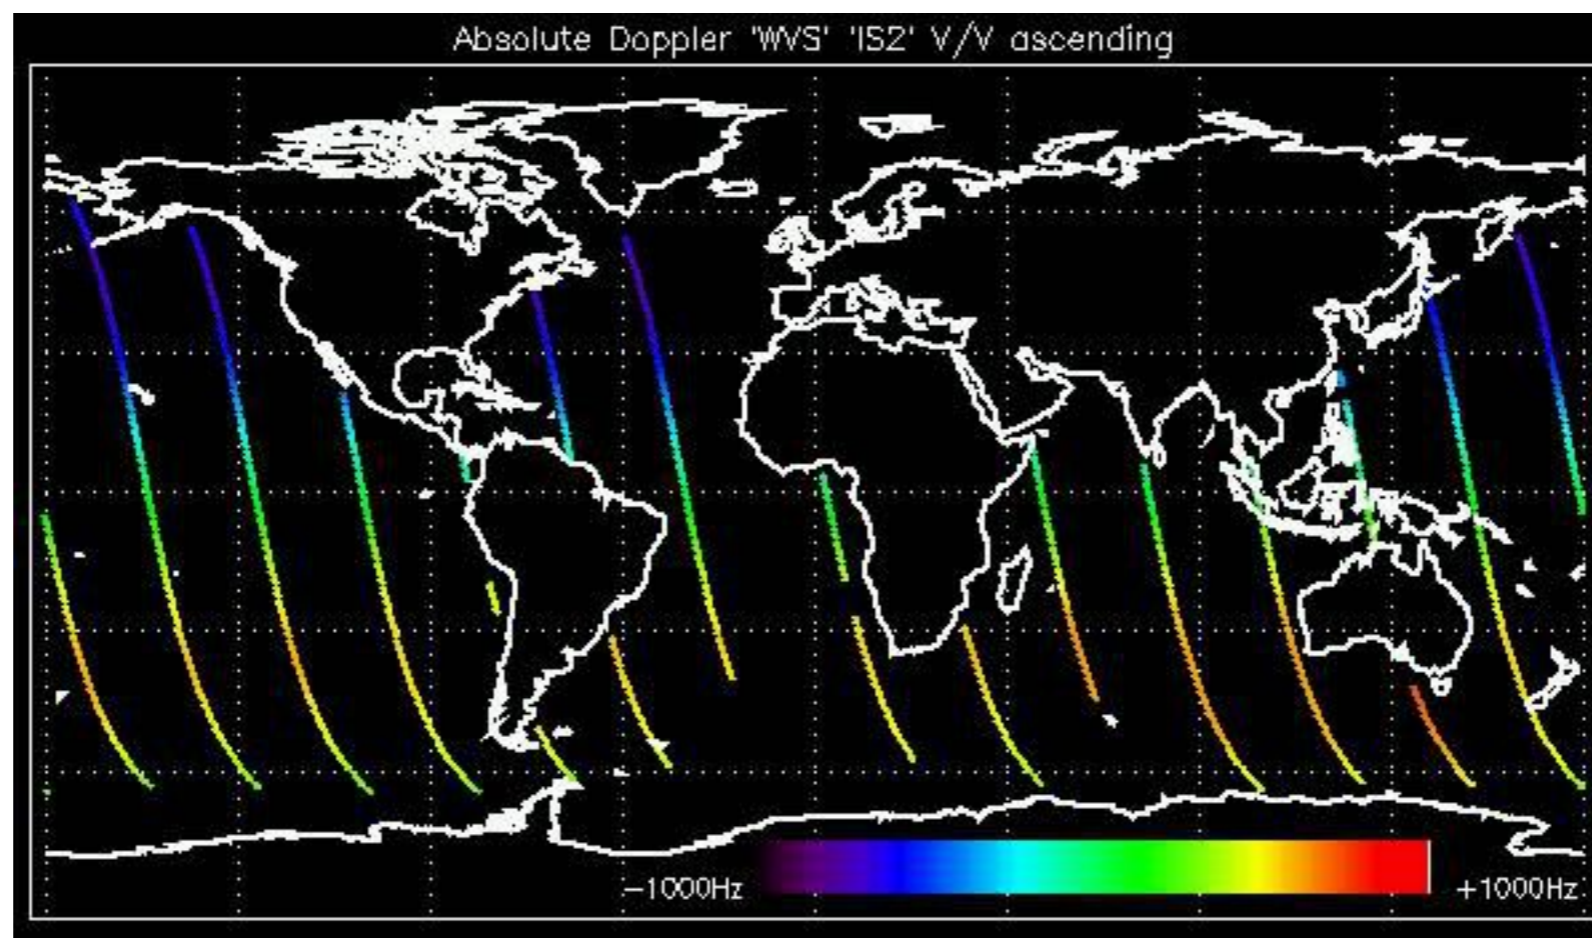 Absolute Doppler 'WVS' 'IS2' V/V ascending
-1000Hz +1000Hz